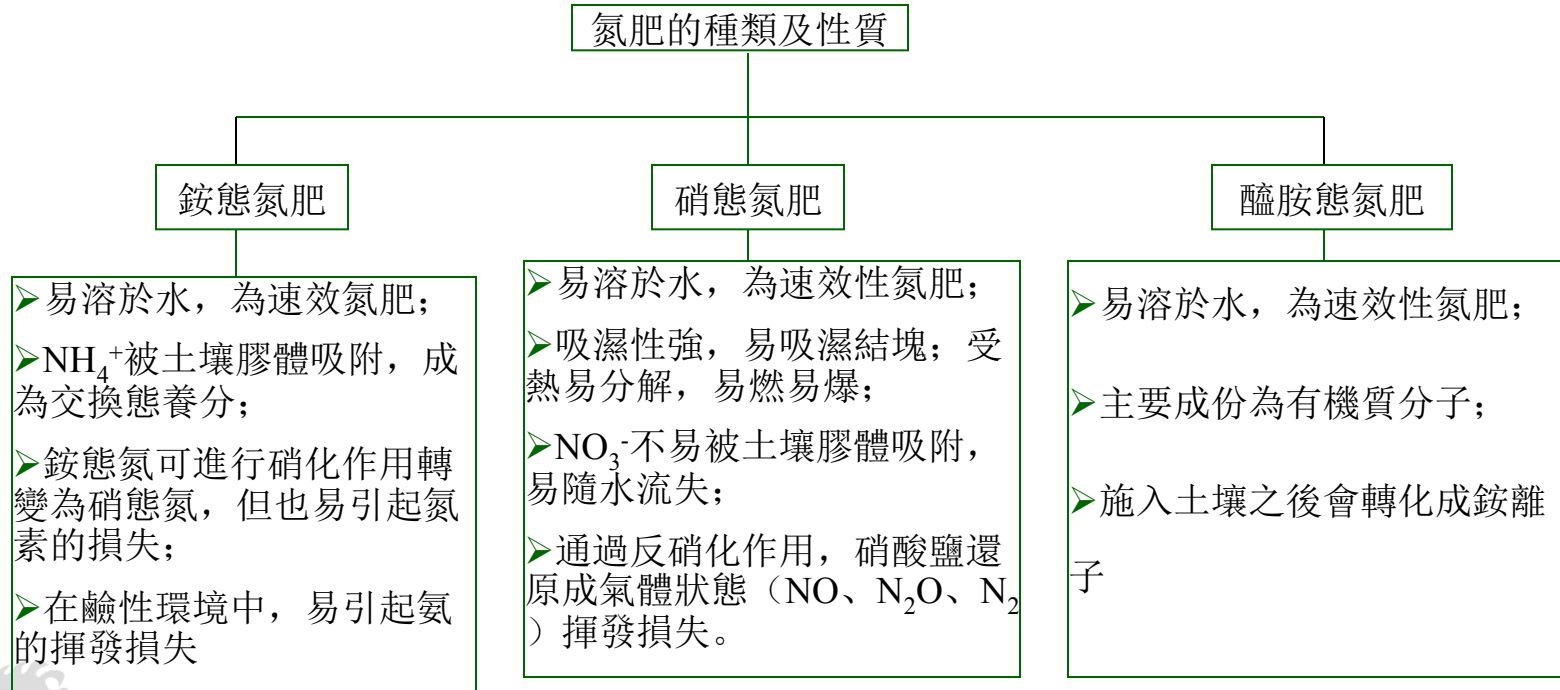 氮肥的種類及性質
銨態氮肥
➢易溶於水，為速效氮肥；
➢NH₄⁺被土壤膠體吸附，成
為交換態養分；
➢銨態氮可進行硝化作用轉
變為硝態氮，但也易引起氮
素的損失；
➢在鹼性環境中，易引起氨
的揮發損失
硝態氮肥
➢易溶於水，為速效性氮肥；
➢吸濕性強，易吸濕結塊；受
熱易分解，易燃易爆；
➢NO₃⁻不易被土壤膠體吸附，
易隨水流失；
➢通過反硝化作用，硝酸鹽還
原成氣體狀態（NO、N₂O、N₂
）揮發損失。
醯胺態氮肥
➢易溶於水，為速效性氮肥；
➢主要成份為有機質分子；
➢施入土壤之後會轉化成銨離
子